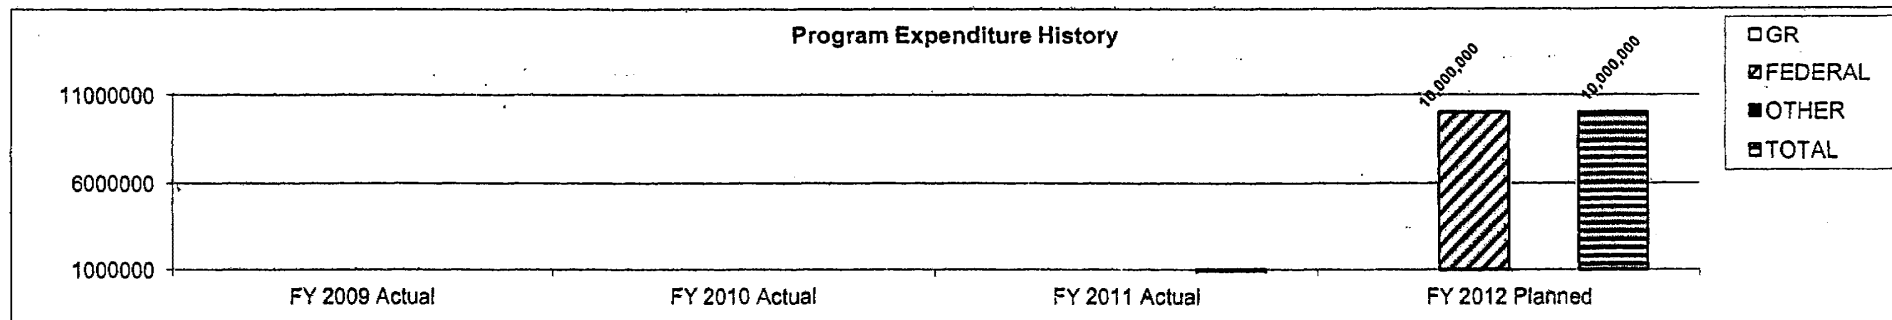 Program Expenditure History
GR
FEDERAL
OTHER
TOTAL
10,000,000
10,000,000
11000000
6000000
1000000
FY 2009 Actual
FY 2010 Actual
FY 2011 Actual
FY 2012 Planned